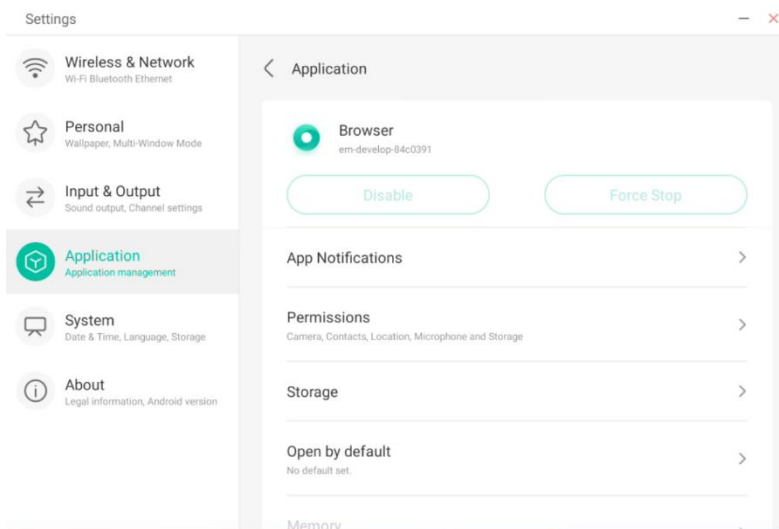 Settings
Wireless & Network
Wi-Fi Bluetooth Ethernet
Personal
Wallpaper, Multi-Window Mode
Input & Output
Sound output, Channel settings
Application
Application management
System
Date & Time, Language, Storage
About
Legal information, Android version
Application
Browser
em-develop-84c0391
Disable
Force Stop
App Notifications
Permissions
Camera, Contacts, Location, Microphone and Storage
Storage
Open by default
No default set.
Memory